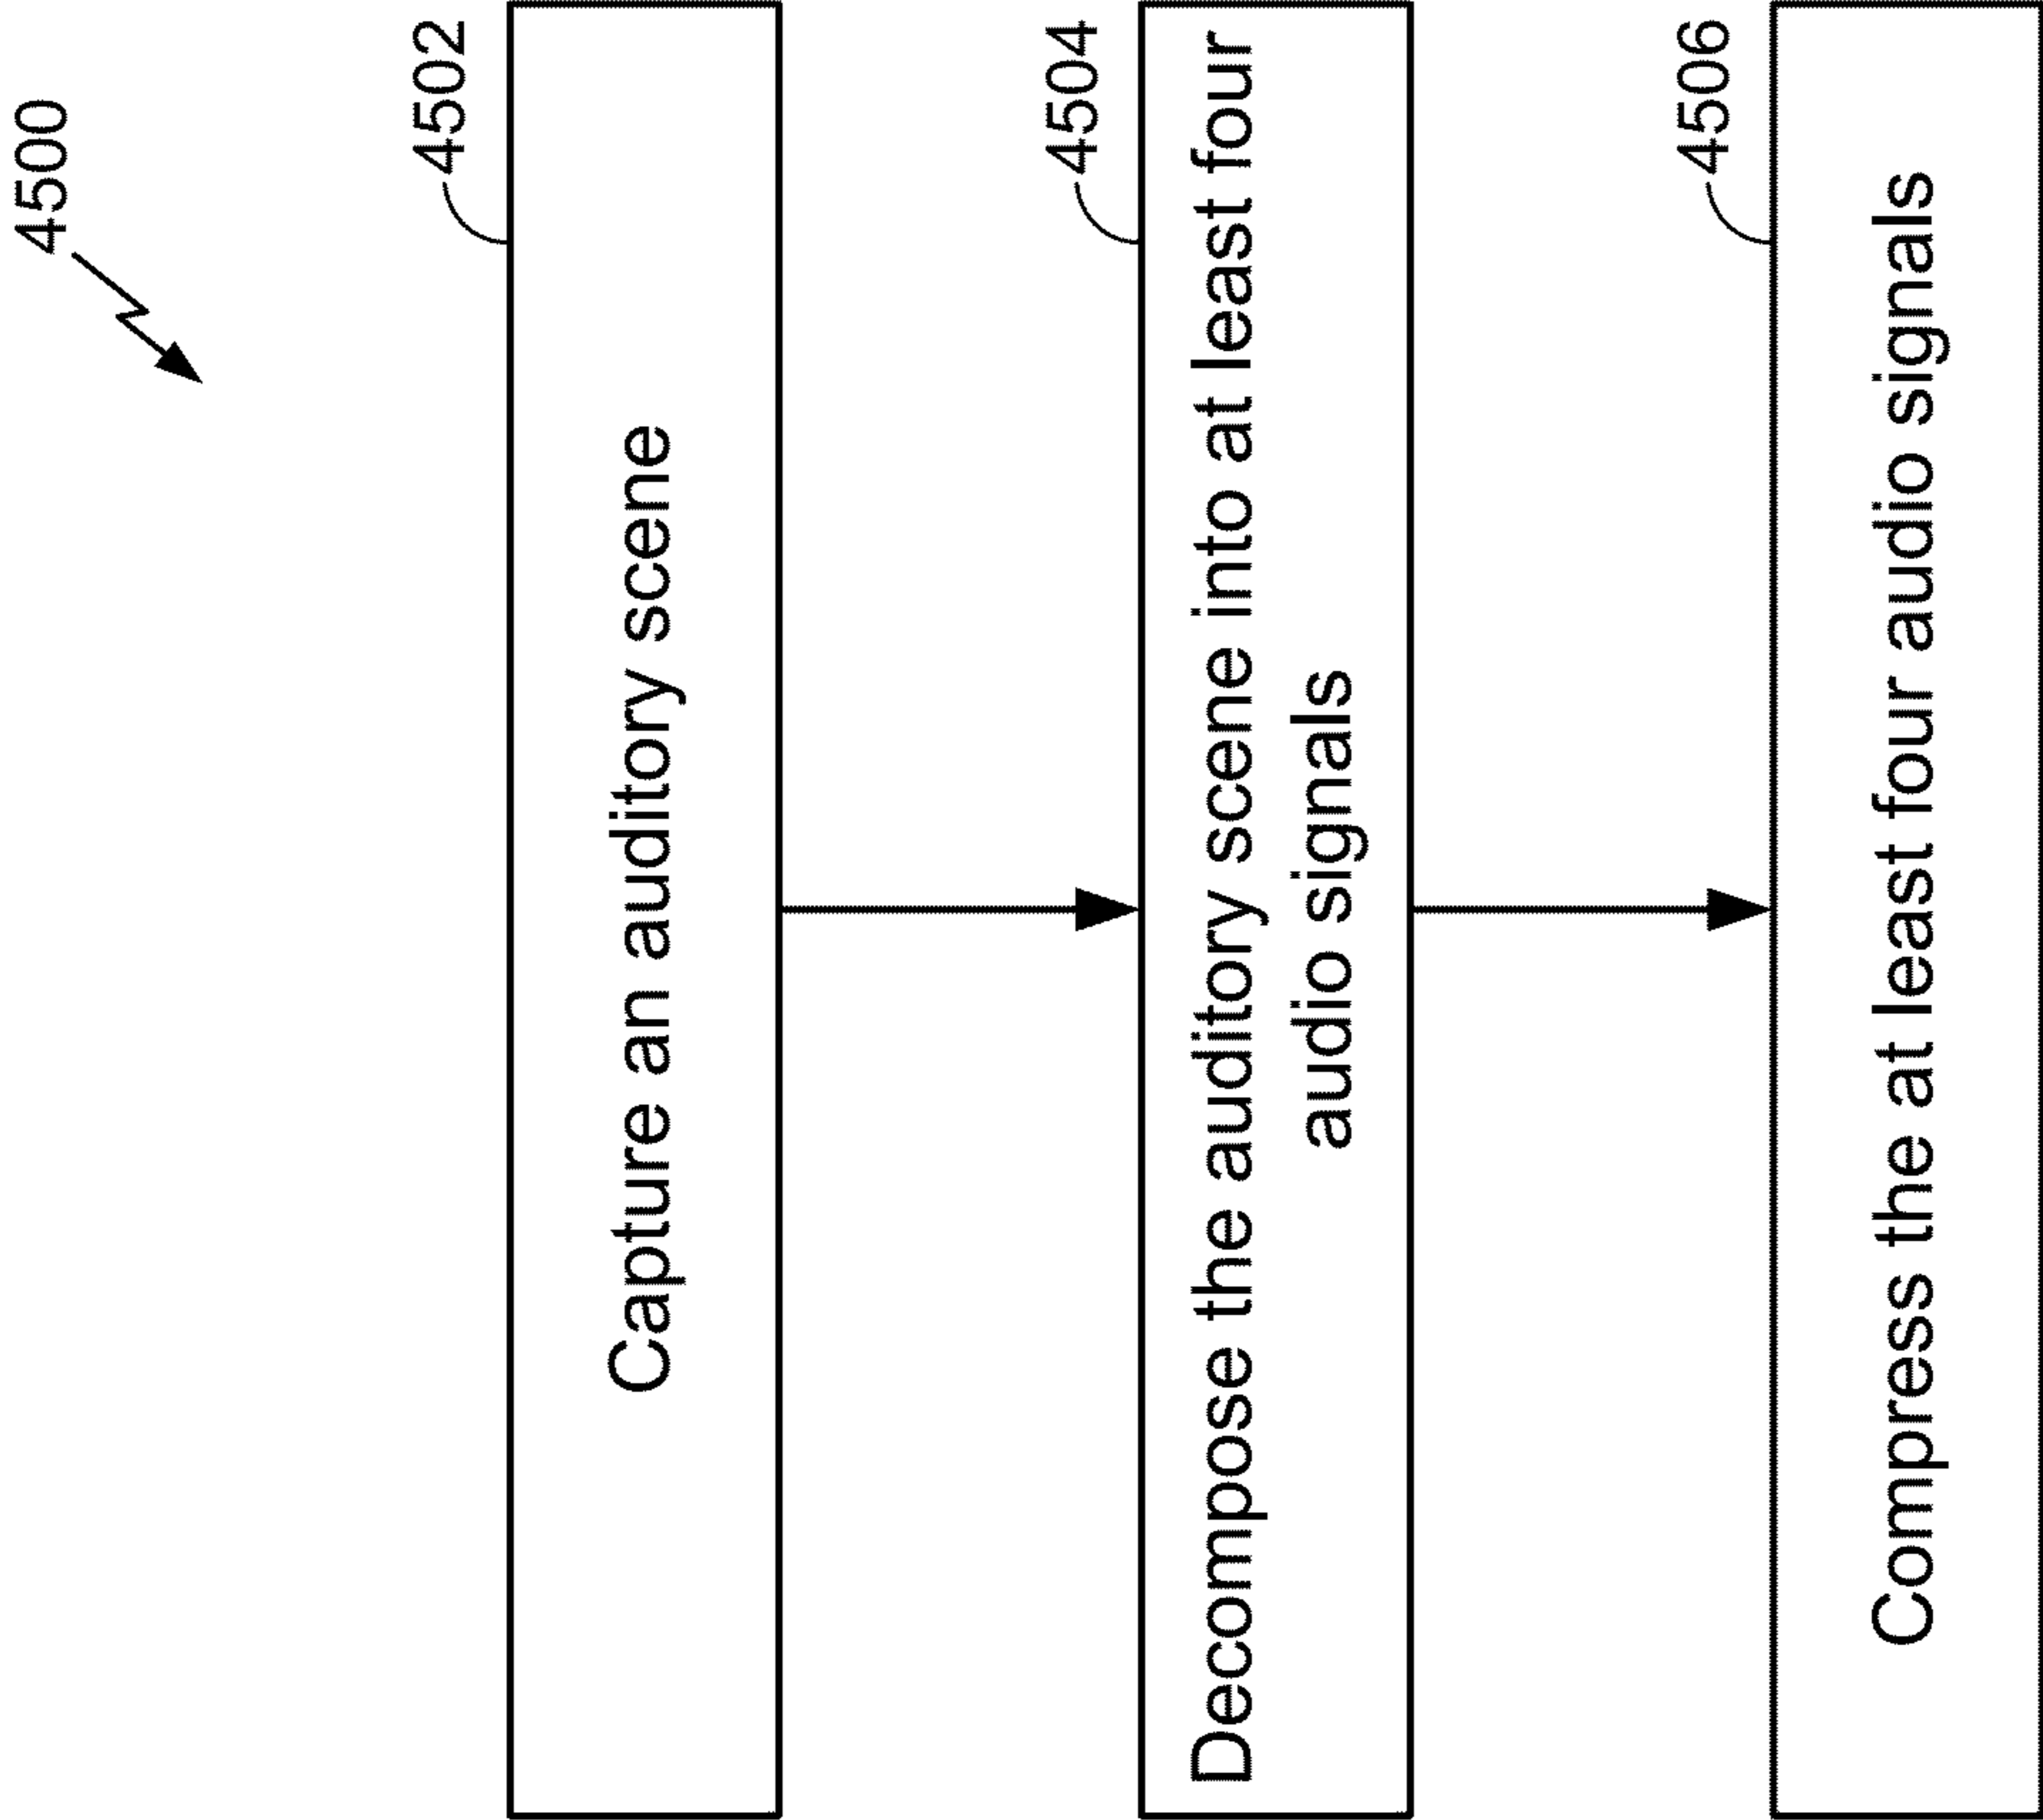 4500
4502
Capture an auditory scene
4504
Decompose the auditory scene into at least four
audio signals
4506
Compress the at least four audio signals